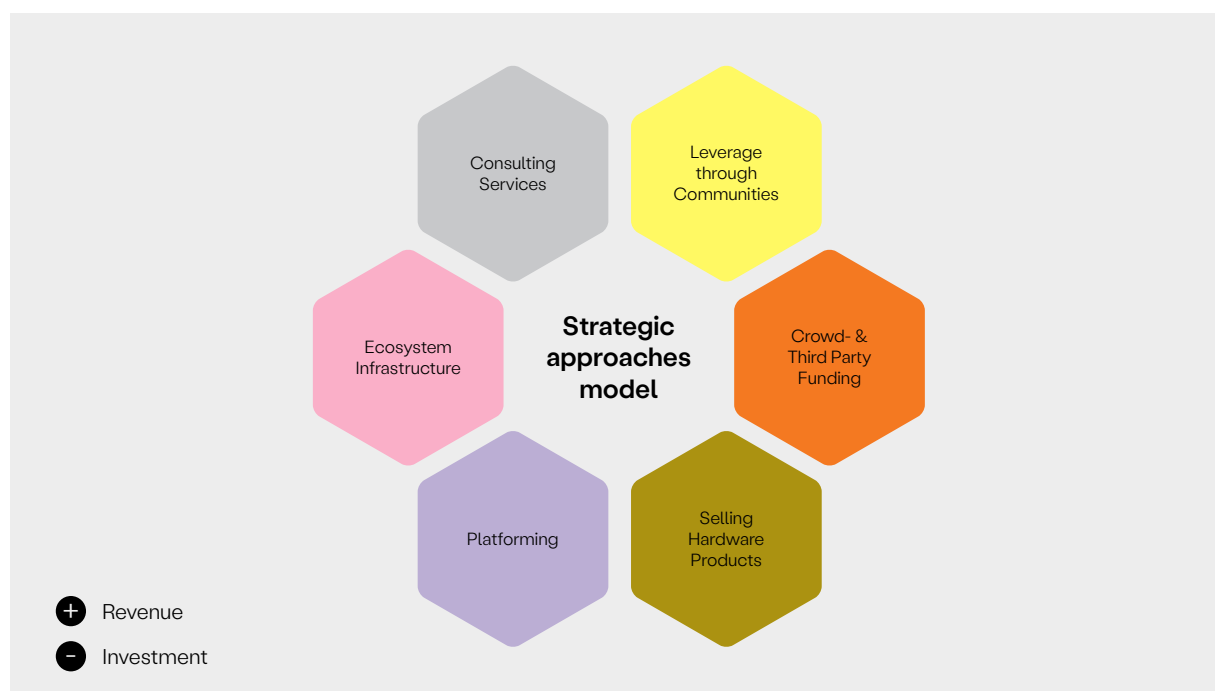 Consulting
Services
Leverage
through
Communities
Ecosystem
Infrastructure
Strategic
approaches
model
Crowd- &
Third Party
Funding
Platforming
Selling
Hardware
Products
+ Revenue
- Investment